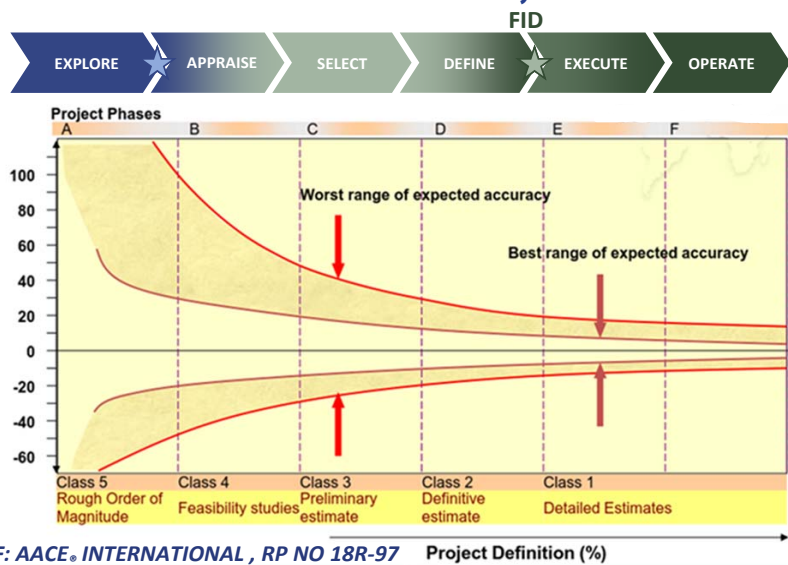 FID
EXPLORE APPRAISE SELECT DEFINE EXECUTE OPERATE
Project Phases
A B C D E F
100
80
60
40
20
0
-20
-40
-60
Worst range of expected accuracy
Best range of expected accuracy
Class 5 Class 4 Class 3 Class 2 Class 1
Rough Order of Magnitude
Feasibility studies
Preliminary estimate
Definitive estimate
Detailed Estimates
F: AACE® INTERNATIONAL , RP NO 18R-97
Project Definition (%)